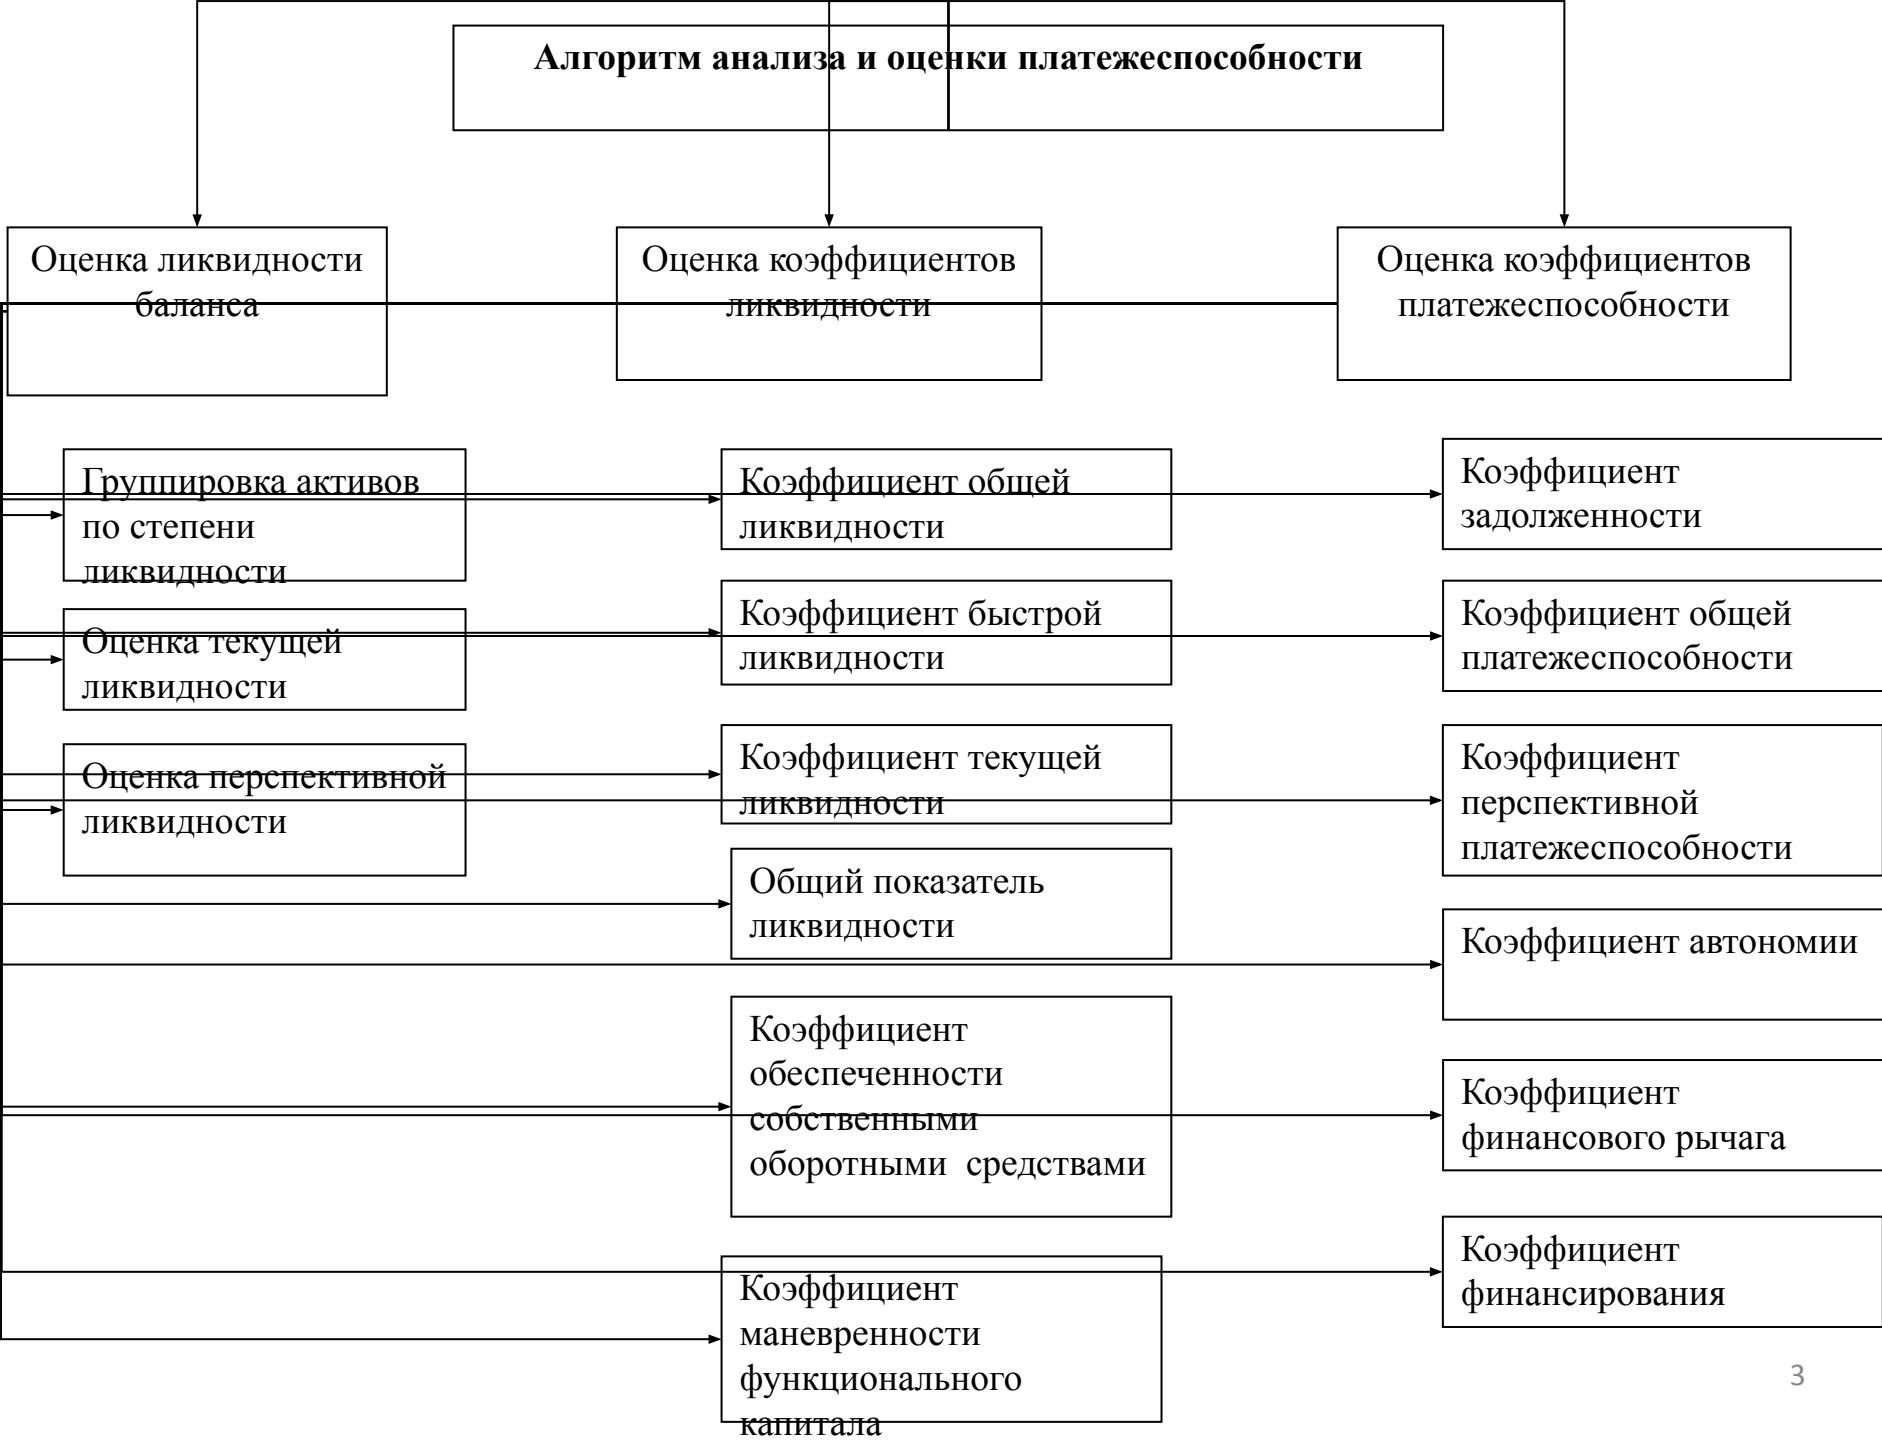 Алгоритм анализа и оценки платежеспособности
Оценка ликвидности
баланса
Оценка коэффициентов
ликвидности
Оценка коэффициентов
платежеспособности
Группировка активов
по степени
ликвидности
Оценка текущей
ликвидности
Оценка перспективной
ликвидности
Коэффициент общей
ликвидности
Коэффициент быстрой
ликвидности
Коэффициент текущей
ликвидности
Общий показатель
ликвидности
Коэффициент
обеспеченности
собственными
оборотными средствами
Коэффициент
маневренности
функционального
капитала
Коэффициент
задолженности
Коэффициент общей
платежеспособности
Коэффициент
перспективной
платежеспособности
Коэффициент автономии
Коэффициент
финансового рычага
Коэффициент
финансирования
3